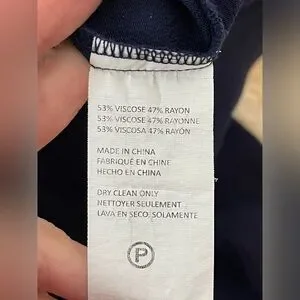 53% VISCOSE 47% RAYON
53% VISCOSE 47% RAYONNE
53% VISCOSA 47% RAYON
MADE IN CHINA
FABRIQUÉ EN CHINE
HECHO EN CHINA
DRY CLEAN ONLY
NETTOYER SEULEMENT
LAVA EN SECO, SOLAMENTE
P